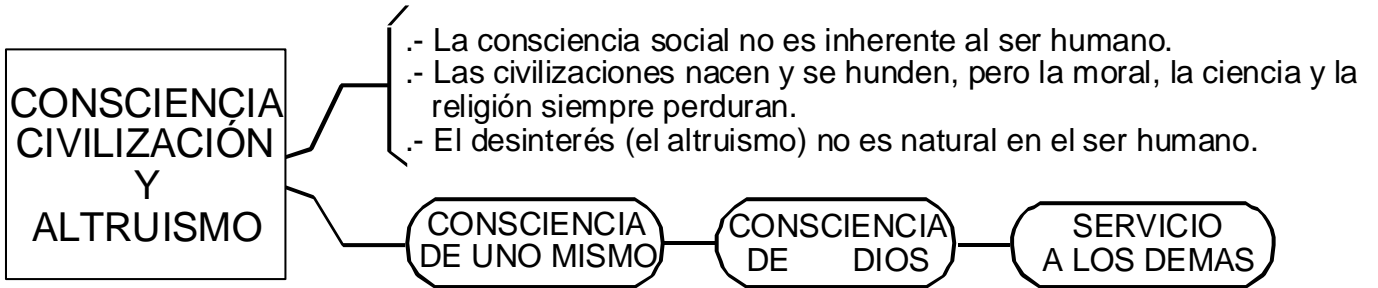 CONSCIENCIA
CIVILIZACIÓN
Y
ALTRUISMO
.- La consciencia social no es inherente al ser humano.
.- Las civilizaciones nacen y se hunden, pero la moral, la ciencia y la
religión siempre perduran.
.- El desinterés (el altruismo) no es natural en el ser humano.
CONSCIENCIA
DE UNO MISMO
CONSCIENCIA
DE DIOS
SERVICIO
A LOS DEMAS